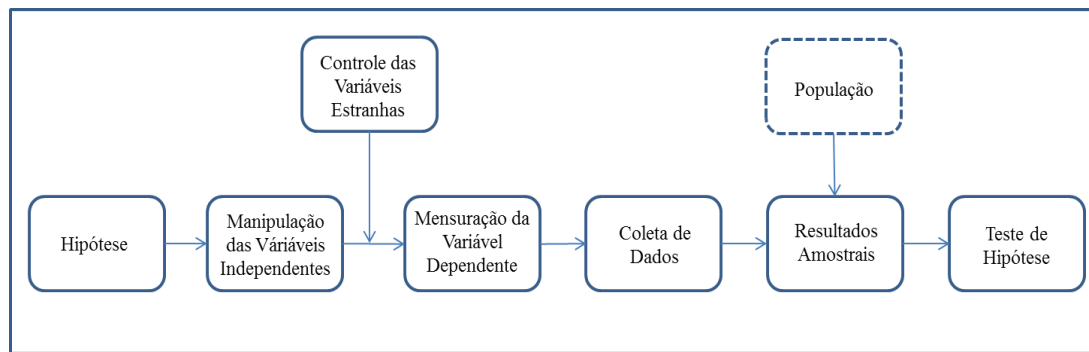 Controle das
Variáveis
Estranhas
População
Hipótese
Manipulação
das Váriáveis
Independentes
Mensuração da
Variável
Dependente
Coleta de
Dados
Resultados
Amostrais
Teste de
Hipótese